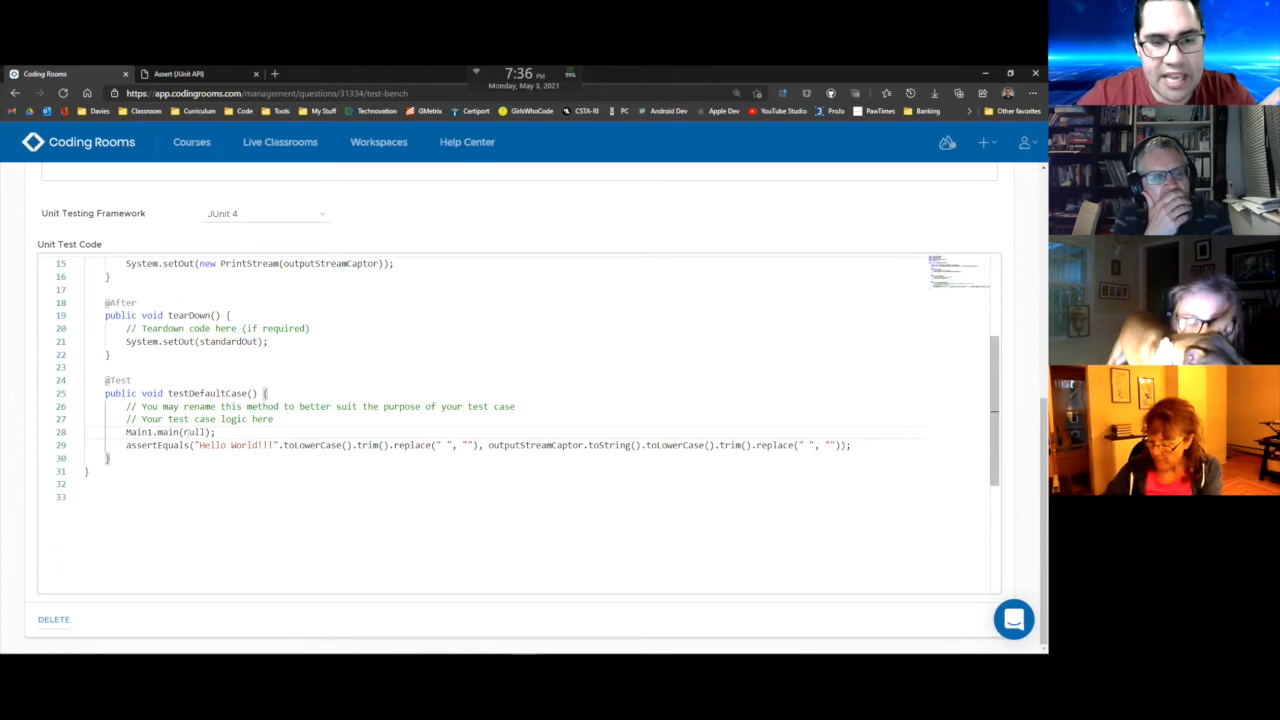 Coding Rooms
Assert (JUnit API)
7:36 PM
99%
Monday, May 3, 2021
https://app.codingrooms.com/management/questions/31334/test-bench
Davies
Classroom
Curriculum
Code
Tools
MyStuff
Technovation
GMetrix
Certiport
GirlsWhoCode
CSTA-RI
PC
Android Dev
Apple Dev
YouTube Studio
ProJo
PawTimes
Banking
Other favorites
Coding Rooms
Courses
Live Classrooms
Workspaces
Help Center
Unit Testing Framework
JUnit 4
Unit Test Code
15 System.setOut(new PrintStream(outputStreamCaptor));
16 }
17
18 @After
19 public void tearDown() {
20 // Teardown code here (if required)
21 System.setOut(standardOut);
22 }
23
24 @Test
25 public void testDefaultCase() {
26 // You may rename this method to better suit the purpose of your test case
27 // Your test case logic here
28 Main1.main(null);
29 assertEquals("Hello World!!!".toLowerCase().trim().replace(" ", ""), outputStreamCaptor.toString().toLowerCase().trim().replace(" ", ""));
30 }
31 }
32
33
DELETE